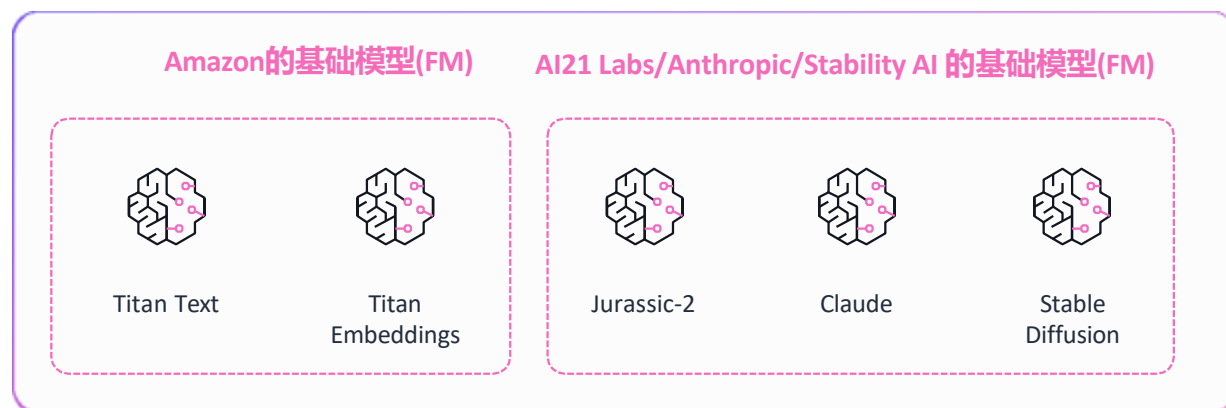 Amazon的基础模型(FM)
AI21 Labs/Anthropic/Stability AI 的基础模型(FM)
Titan Text
Titan
Embeddings
Jurassic-2
Claude
Stable
Diffusion